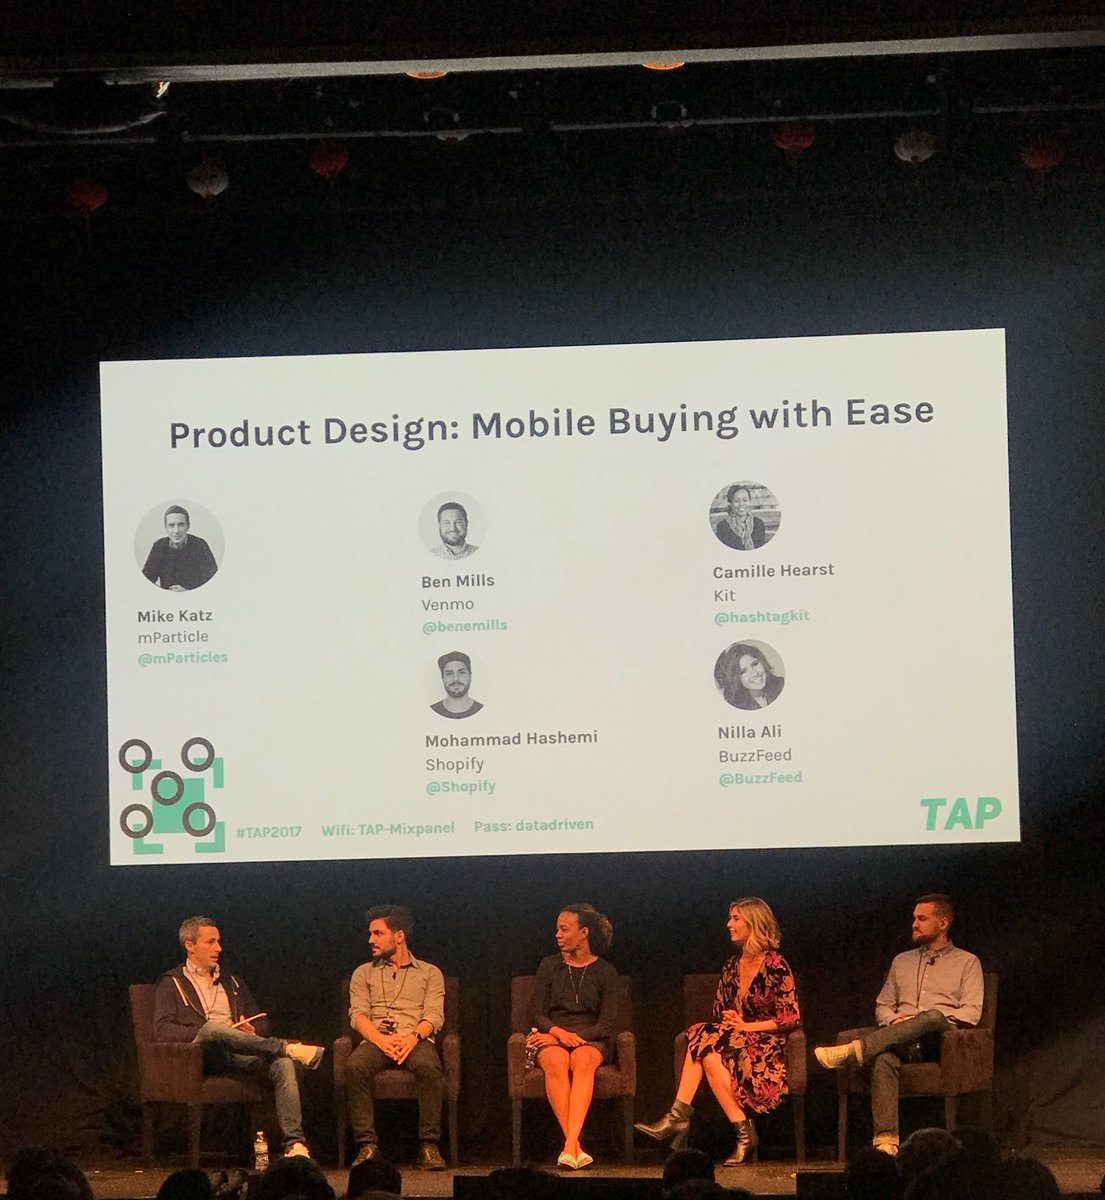 Product Design: Mobile Buying with Ease
Mike Katz
mParticle
@mParticles
Ben Mills
Venmo
@benemills
Camille Hearst
Kit
@hashtagkit
Mohammad Hashemi
Shopify
@Shopify
Nilla Ali
BuzzFeed
@BuzzFeed
#TAP2017 Wifi: TAP-Mixpanel Pass: datadriven
TAP